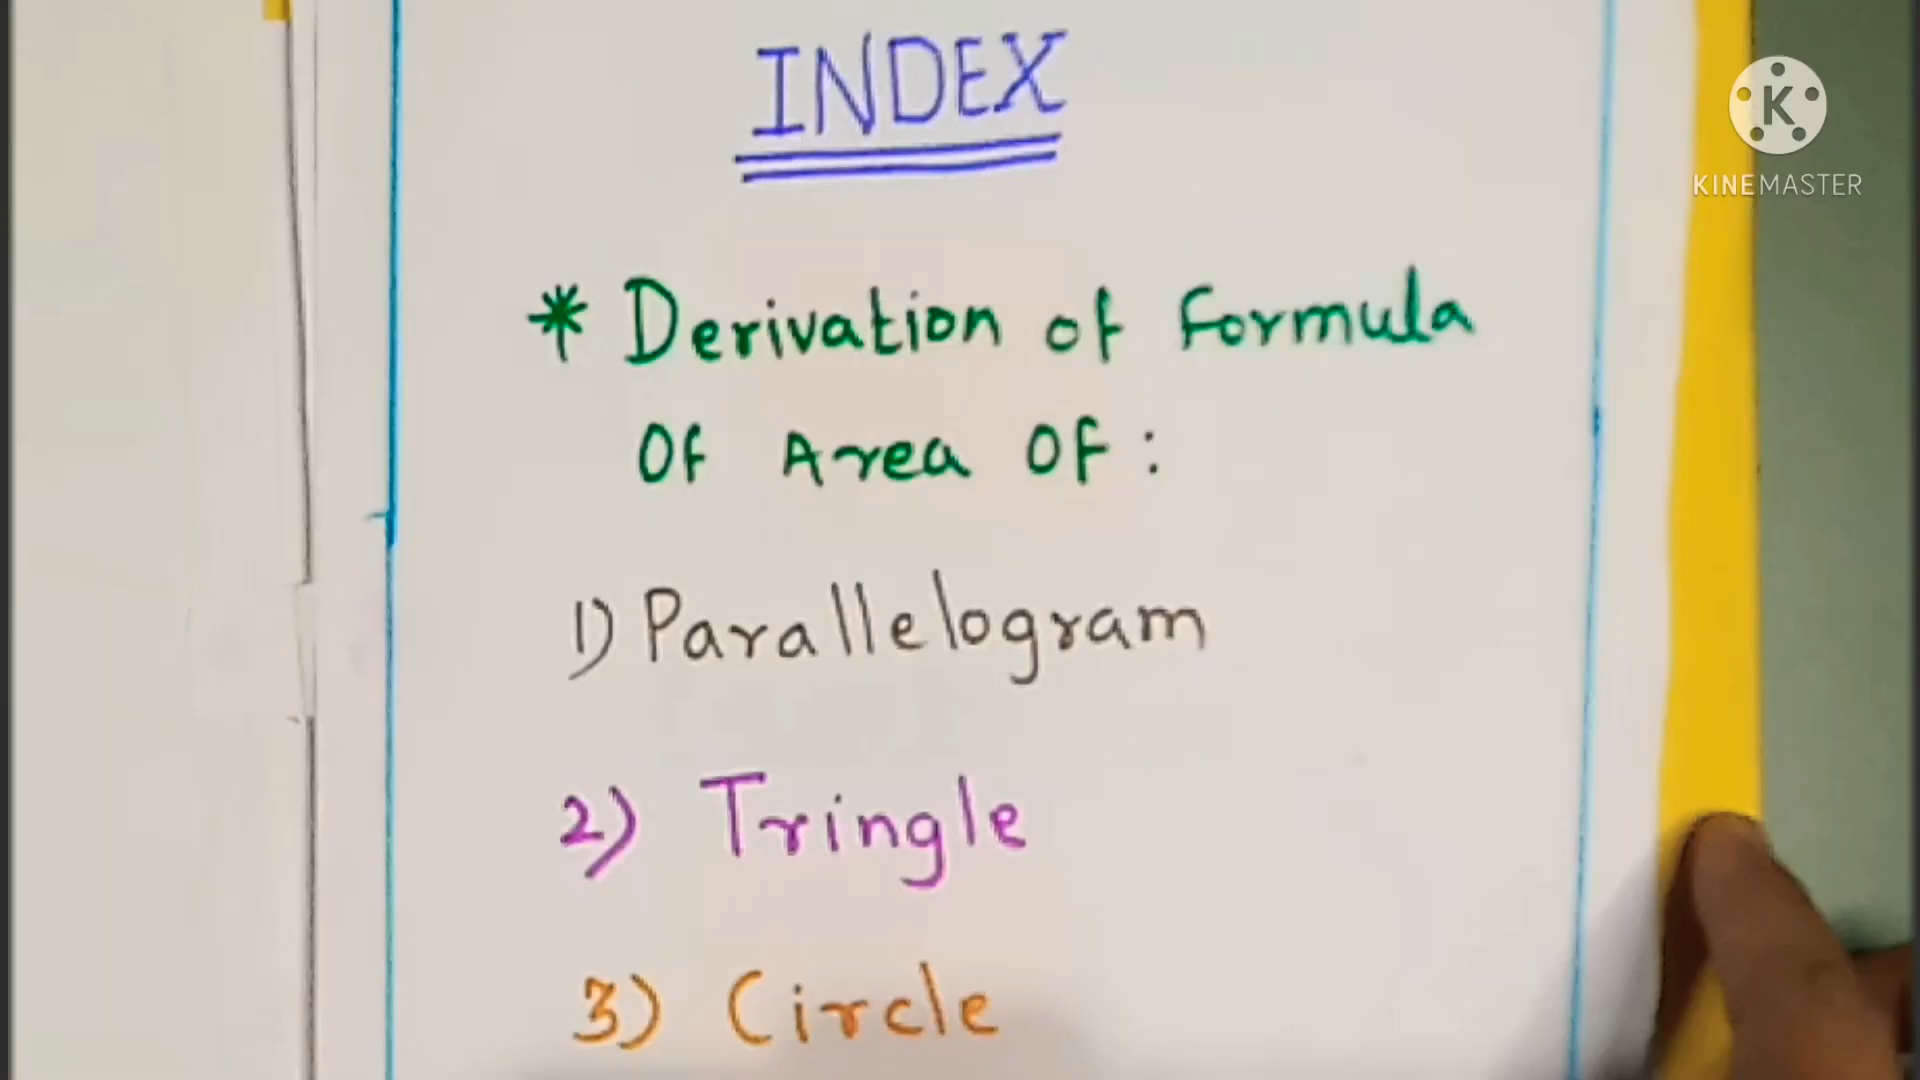 INDEX
* Derivation of Formula
Of Area Of :
1) Parallelogram
2) Tringle
3) Circle
K
KINEMASTER